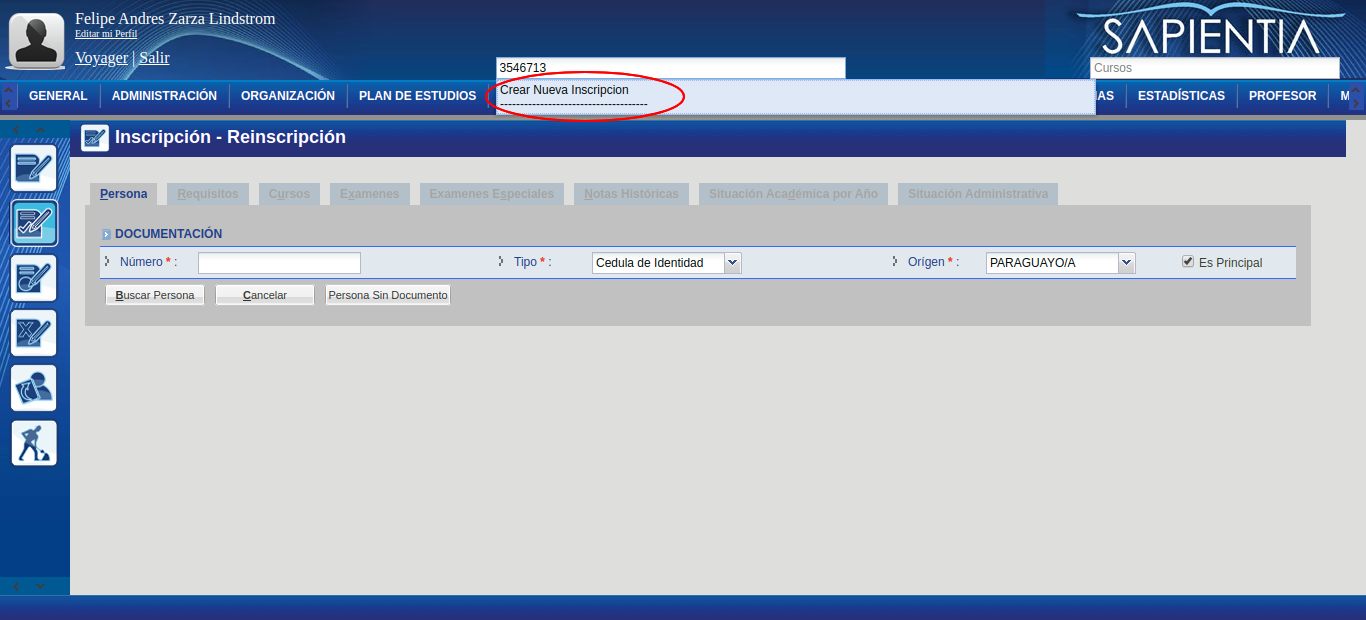 Felipe Andres Zarza Lindstrom
Editar mi Perfil
Voyager | Salir
SAPIENTIA
3546713
Cursos
Crear Nueva Inscripcion
-------------------------------------
GENERAL ADMINISTRACIÓN ORGANIZACIÓN PLAN DE ESTUDIOS AS ESTADÍSTICAS PROFESOR M
Inscripción - Reinscripción
Persona Requisitos Cursos Examenes Examenes Especiales Notas Históricas Situación Académica por Año Situación Administrativa
DOCUMENTACIÓN
Número * : Tipo * : Cedula de Identidad Orígen * : PARAGUAYO/A Es Principal
Buscar Persona Cancelar Persona Sin Documento